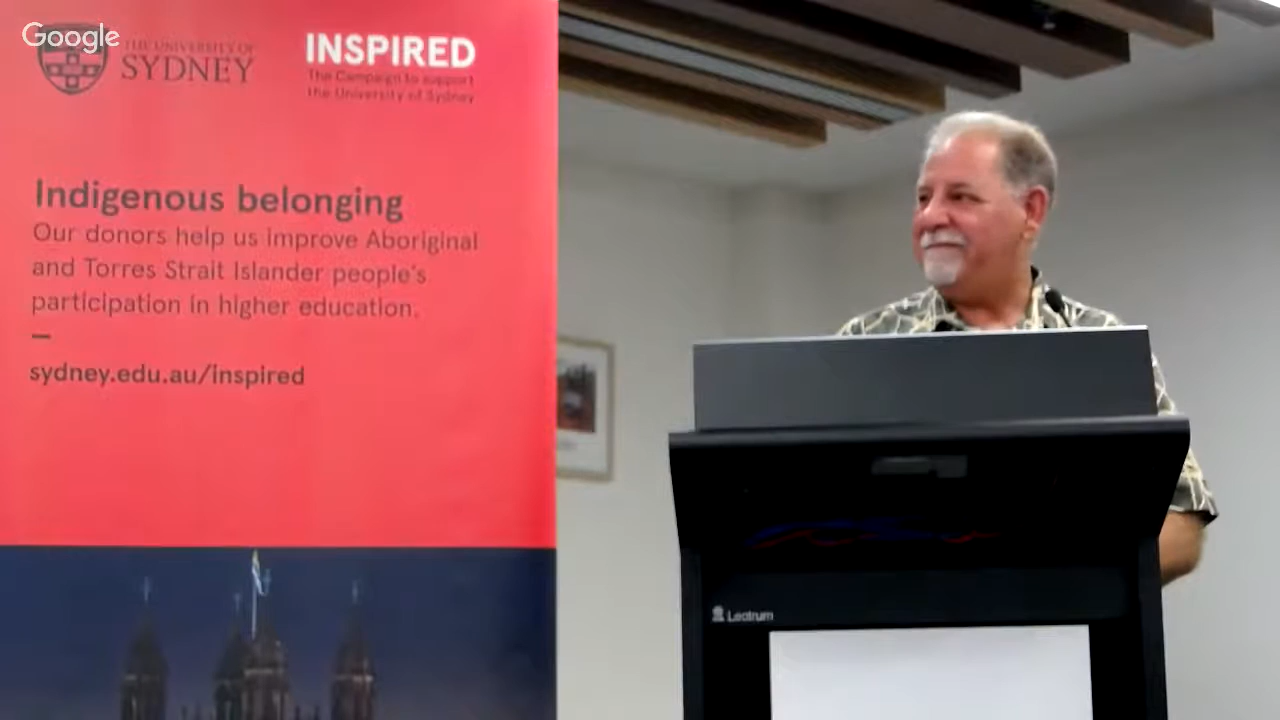 Google
THE UNIVERSITY OF
SYDNEY
INSPIRED
The Campaign to support
the University of Sydney
Indigenous belonging
Our donors help us improve Aboriginal
and Torres Strait Islander people's
participation in higher education.
sydney.edu.au/inspired
Lectrum